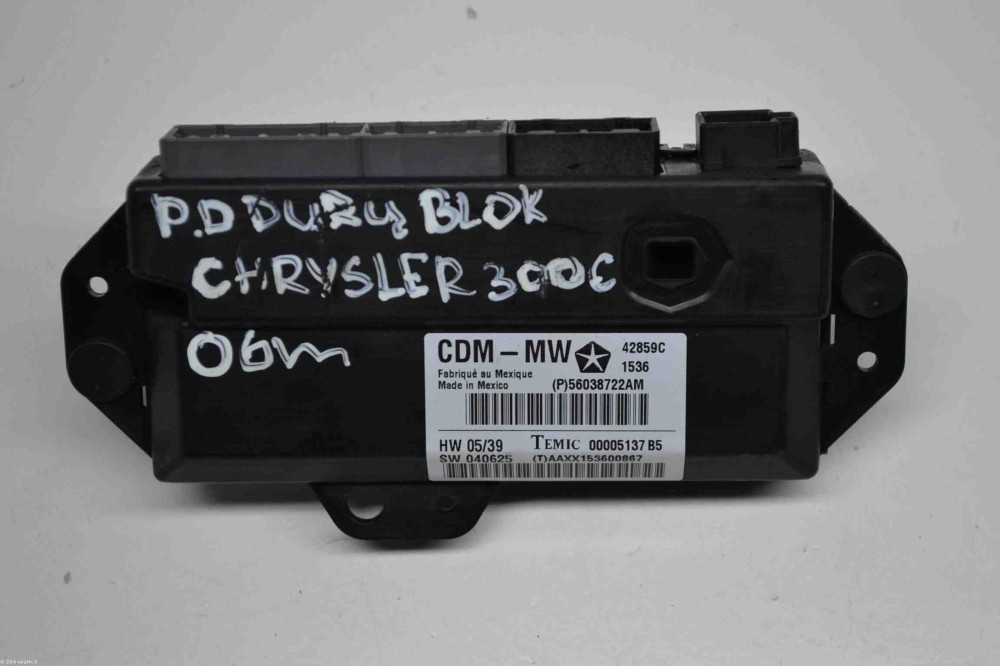 P.D DURŲ BLOK
CHRYSLER 300C
06m
CDM – MW 42859C
Fabriqué au Mexique 1536
Made in Mexico (P)56038722AM
HW 05/39 TEMIC 00005137 B5
SW 040625 (T)AAXX153600867